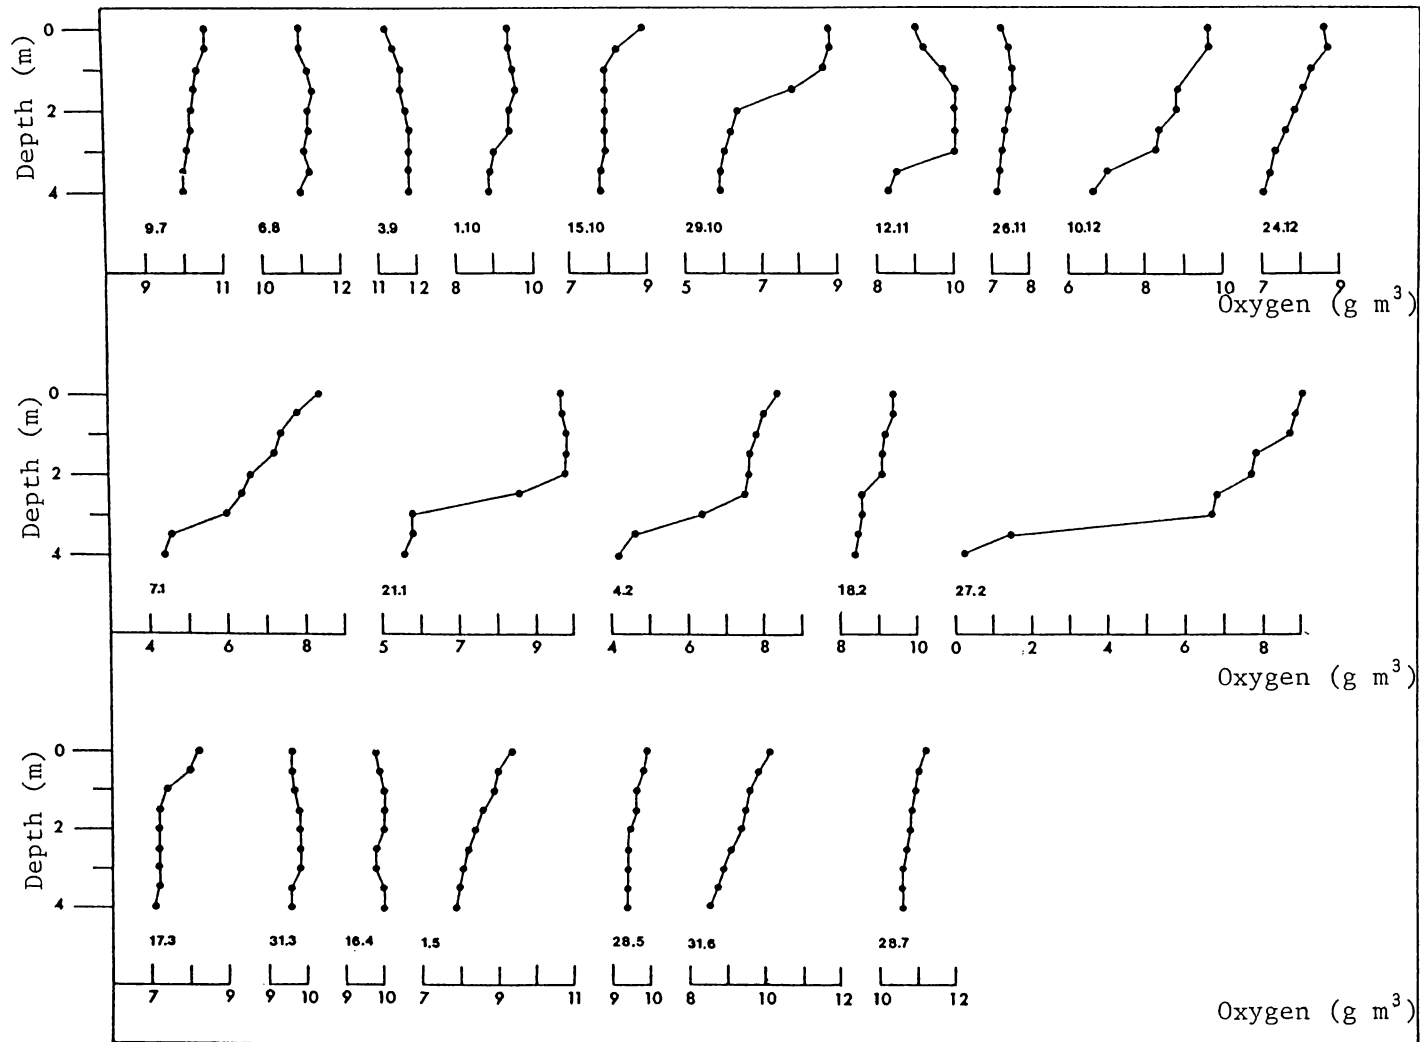 Depth (m)
0
2
4
9.7 6.8 3.9 1.10 15.10 29.10 12.11 26.11 10.12 24.12
9 11 10 12 11 12 8 10 7 9 5 7 9 8 10 7 8 6 8 10 7 9
Oxygen (g m³)
Depth (m)
0
2
4
7.1 21.1 4.2 18.2 27.2
4 6 8 5 7 9 4 6 8 8 10 0 2 4 6 8
Oxygen (g m³)
Depth (m)
0
2
4
17.3 31.3 16.4 1.5 28.5 31.6 28.7
7 9 9 10 9 10 7 9 11 9 10 8 10 12 10 12
Oxygen (g m³)